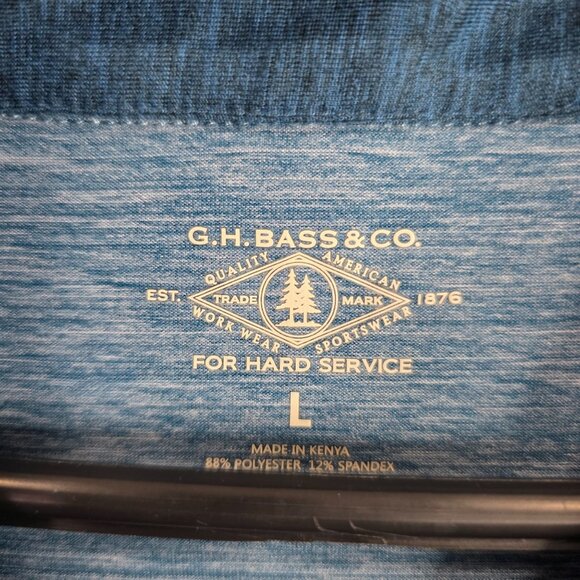 G.H. BASS & CO.
QUALITY AMERICAN
EST. TRADE MARK 1876
WORK WEAR SPORTSWEAR
FOR HARD SERVICE
L
MADE IN KENYA
88% POLYESTER 12% SPANDEX